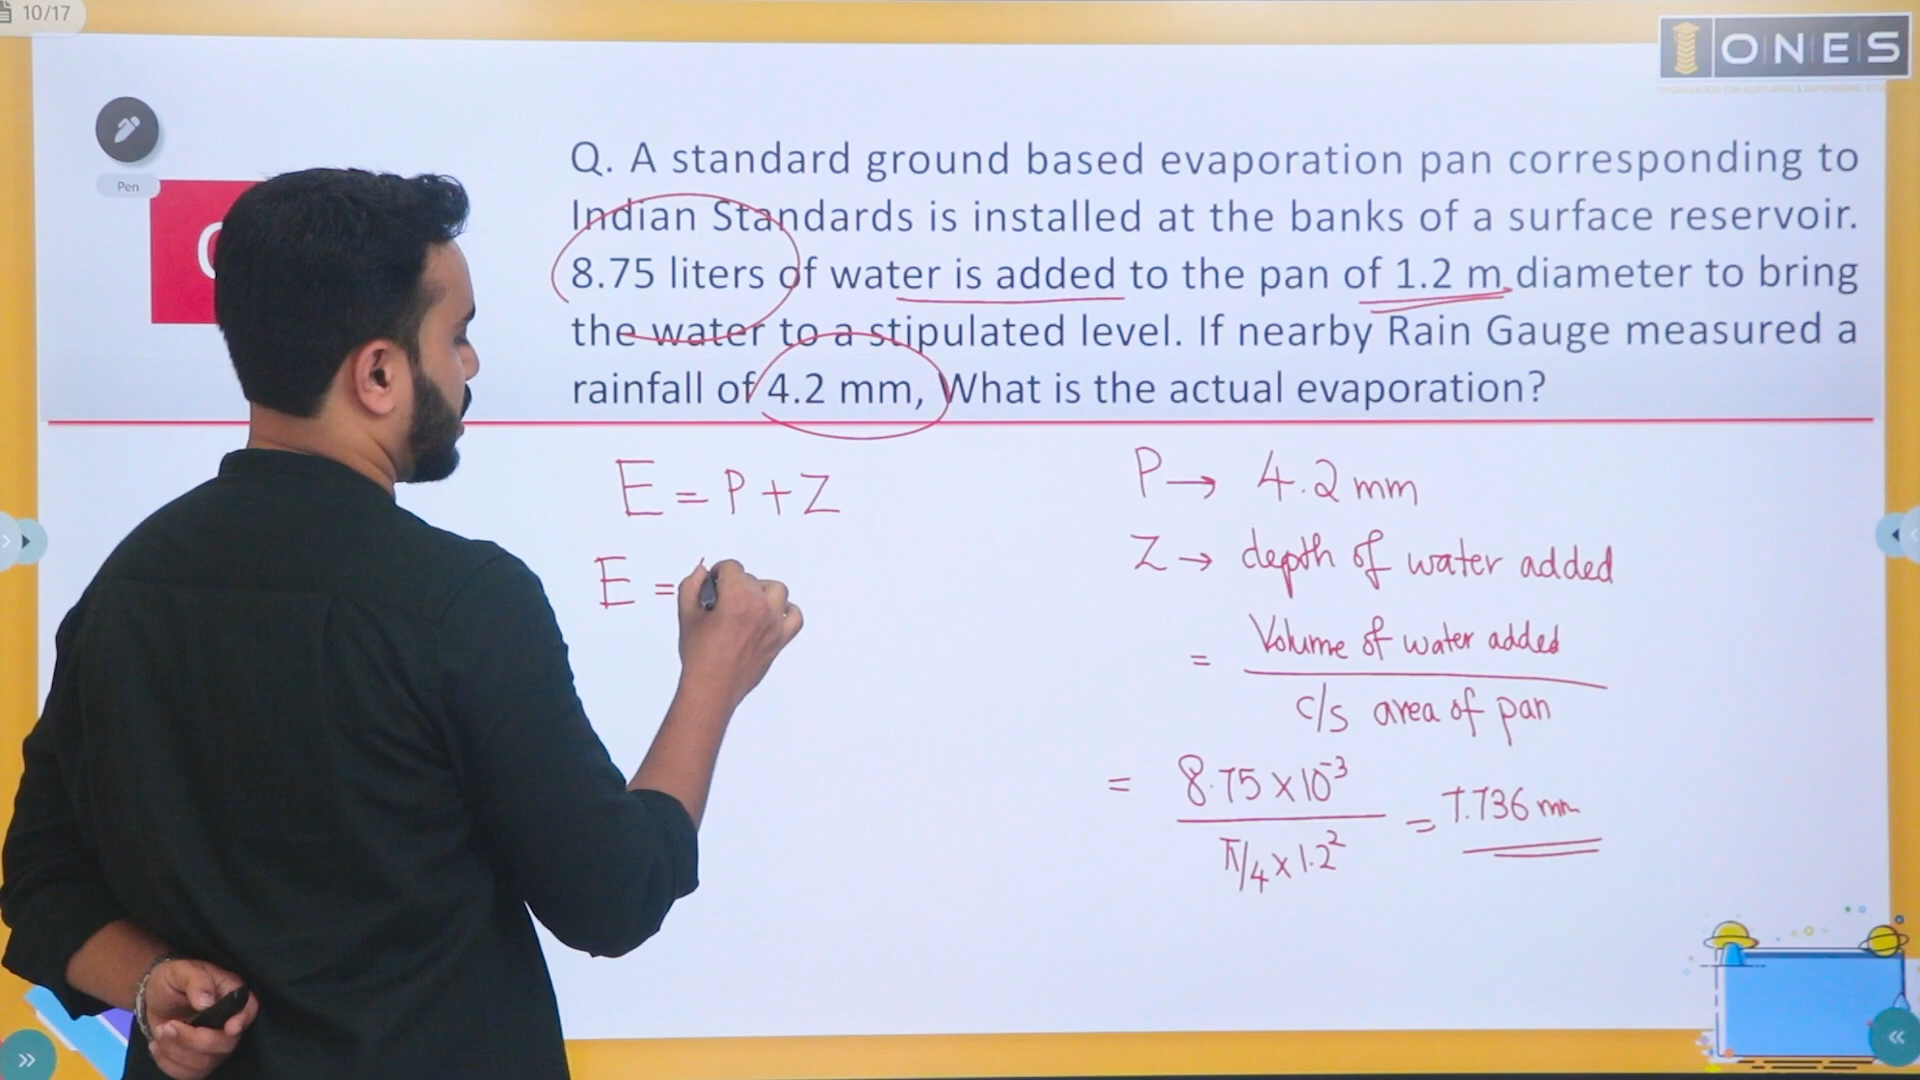 10/17
ONES
Pen
Q. A standard ground based evaporation pan corresponding to
Indian Standards is installed at the banks of a surface reservoir.
8.75 liters of water is added to the pan of 1.2 m diameter to bring
the water to a stipulated level. If nearby Rain Gauge measured a
rainfall of 4.2 mm, What is the actual evaporation?
E = P + Z
E =
P → 4.2 mm
Z → depth of water added
= Volume of water added
c/s area of pan
= 8.75 × 10⁻³
π/4 × 1.2²
= 7.736 mm